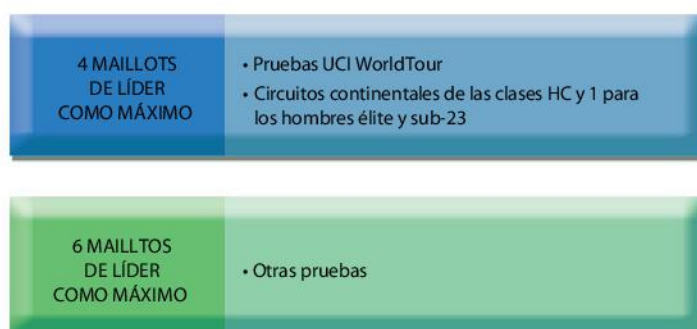 4 MAILLOTS
DE LÍDER
COMO MÁXIMO
• Pruebas UCI WorldTour
• Circuitos continentales de las clases HC y 1 para
los hombres élite y sub-23
6 MAILLTOS
DE LÍDER
COMO MÁXIMO
• Otras pruebas